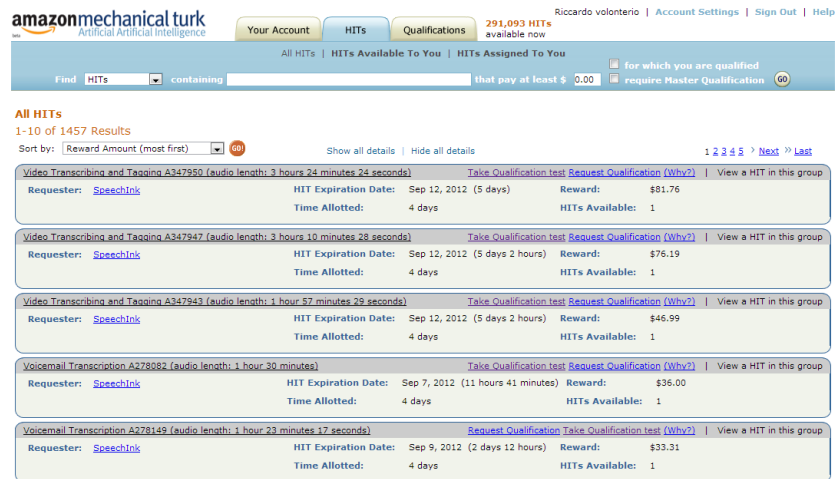 Riccardo volonterio | Account Settings | Sign Out | Help
amazonmechanical turk
beta Artificial Artificial Intelligence
Your Account HITs Qualifications 291,093 HITs
available now
All HITs | HITs Available To You | HITs Assigned To You
Find HITs containing that pay at least $ 0.00 for which you are qualified
require Master Qualification GO
All HITs
1-10 of 1457 Results
Sort by: Reward Amount (most first) GO! Show all details | Hide all details 1 2 3 4 5 › Next » Last
Video Transcribing and Tagging A347950 (audio length: 3 hours 24 minutes 24 seconds) Take Qualification test Request Qualification (Why?) | View a HIT in this group
Requester: SpeechInk HIT Expiration Date: Sep 12, 2012 (5 days) Reward: $81.76
Time Allotted: 4 days HITs Available: 1
Video Transcribing and Tagging A347947 (audio length: 3 hours 10 minutes 28 seconds) Take Qualification test Request Qualification (Why?) | View a HIT in this group
Requester: SpeechInk HIT Expiration Date: Sep 12, 2012 (5 days 2 hours) Reward: $76.19
Time Allotted: 4 days HITs Available: 1
Video Transcribing and Tagging A347943 (audio length: 1 hour 57 minutes 29 seconds) Take Qualification test Request Qualification (Why?) | View a HIT in this group
Requester: SpeechInk HIT Expiration Date: Sep 12, 2012 (5 days 2 hours) Reward: $46.99
Time Allotted: 4 days HITs Available: 1
Voicemail Transcription A278082 (audio length: 1 hour 30 minutes) Take Qualification test Request Qualification (Why?) | View a HIT in this group
Requester: SpeechInk HIT Expiration Date: Sep 7, 2012 (11 hours 41 minutes) Reward: $36.00
Time Allotted: 4 days HITs Available: 1
Voicemail Transcription A278149 (audio length: 1 hour 23 minutes 17 seconds) Request Qualification Take Qualification test (Why?) | View a HIT in this group
Requester: SpeechInk HIT Expiration Date: Sep 9, 2012 (2 days 12 hours) Reward: $33.31
Time Allotted: 4 days HITs Available: 1